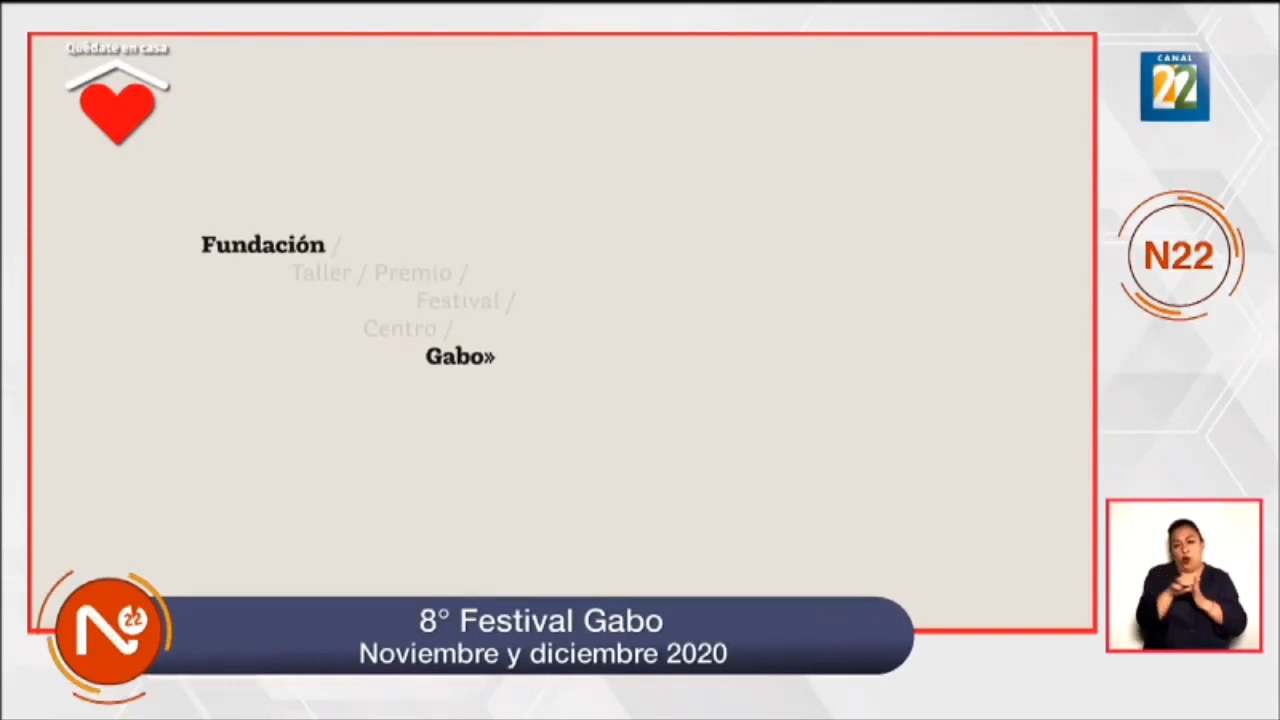 Quédate en casa
CANAL
22
Fundación /
Taller / Premio /
Festival /
Centro /
Gabo»
N22
N 22
8° Festival Gabo
Noviembre y diciembre 2020